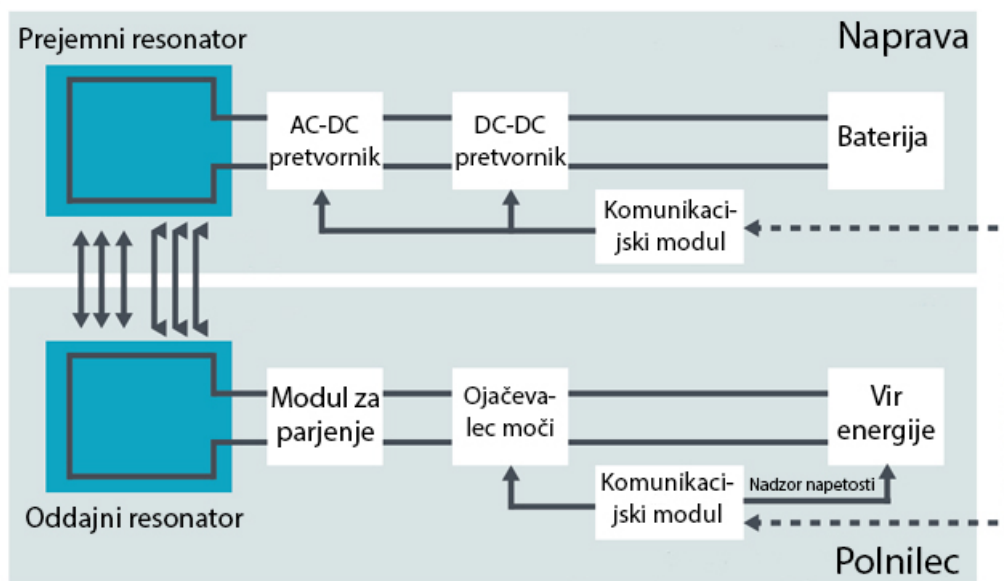 Prejemni resonator
Naprava
AC-DC
pretvornik
DC-DC
pretvornik
Baterija
Komunikaci-
jski modul
Modul za
parjenje
Ojačeva-
lec moči
Vir
energije
Komunikaci-
jski modul
Nadzor napetosti
Oddajni resonator
Polnilec